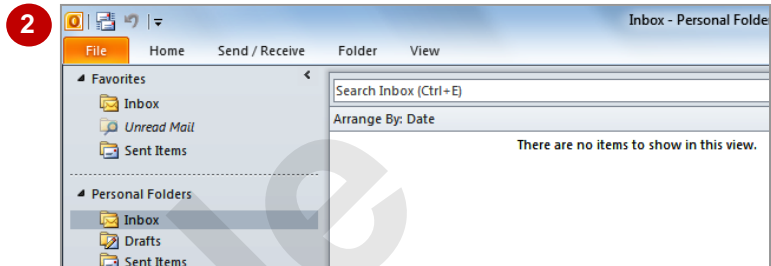 2
Inbox - Personal Folde
File Home Send / Receive Folder View
Favorites
Inbox
Unread Mail
Sent Items
Personal Folders
Inbox
Drafts
Sent Items
Search Inbox (Ctrl+E)
Arrange By: Date
There are no items to show in this view.